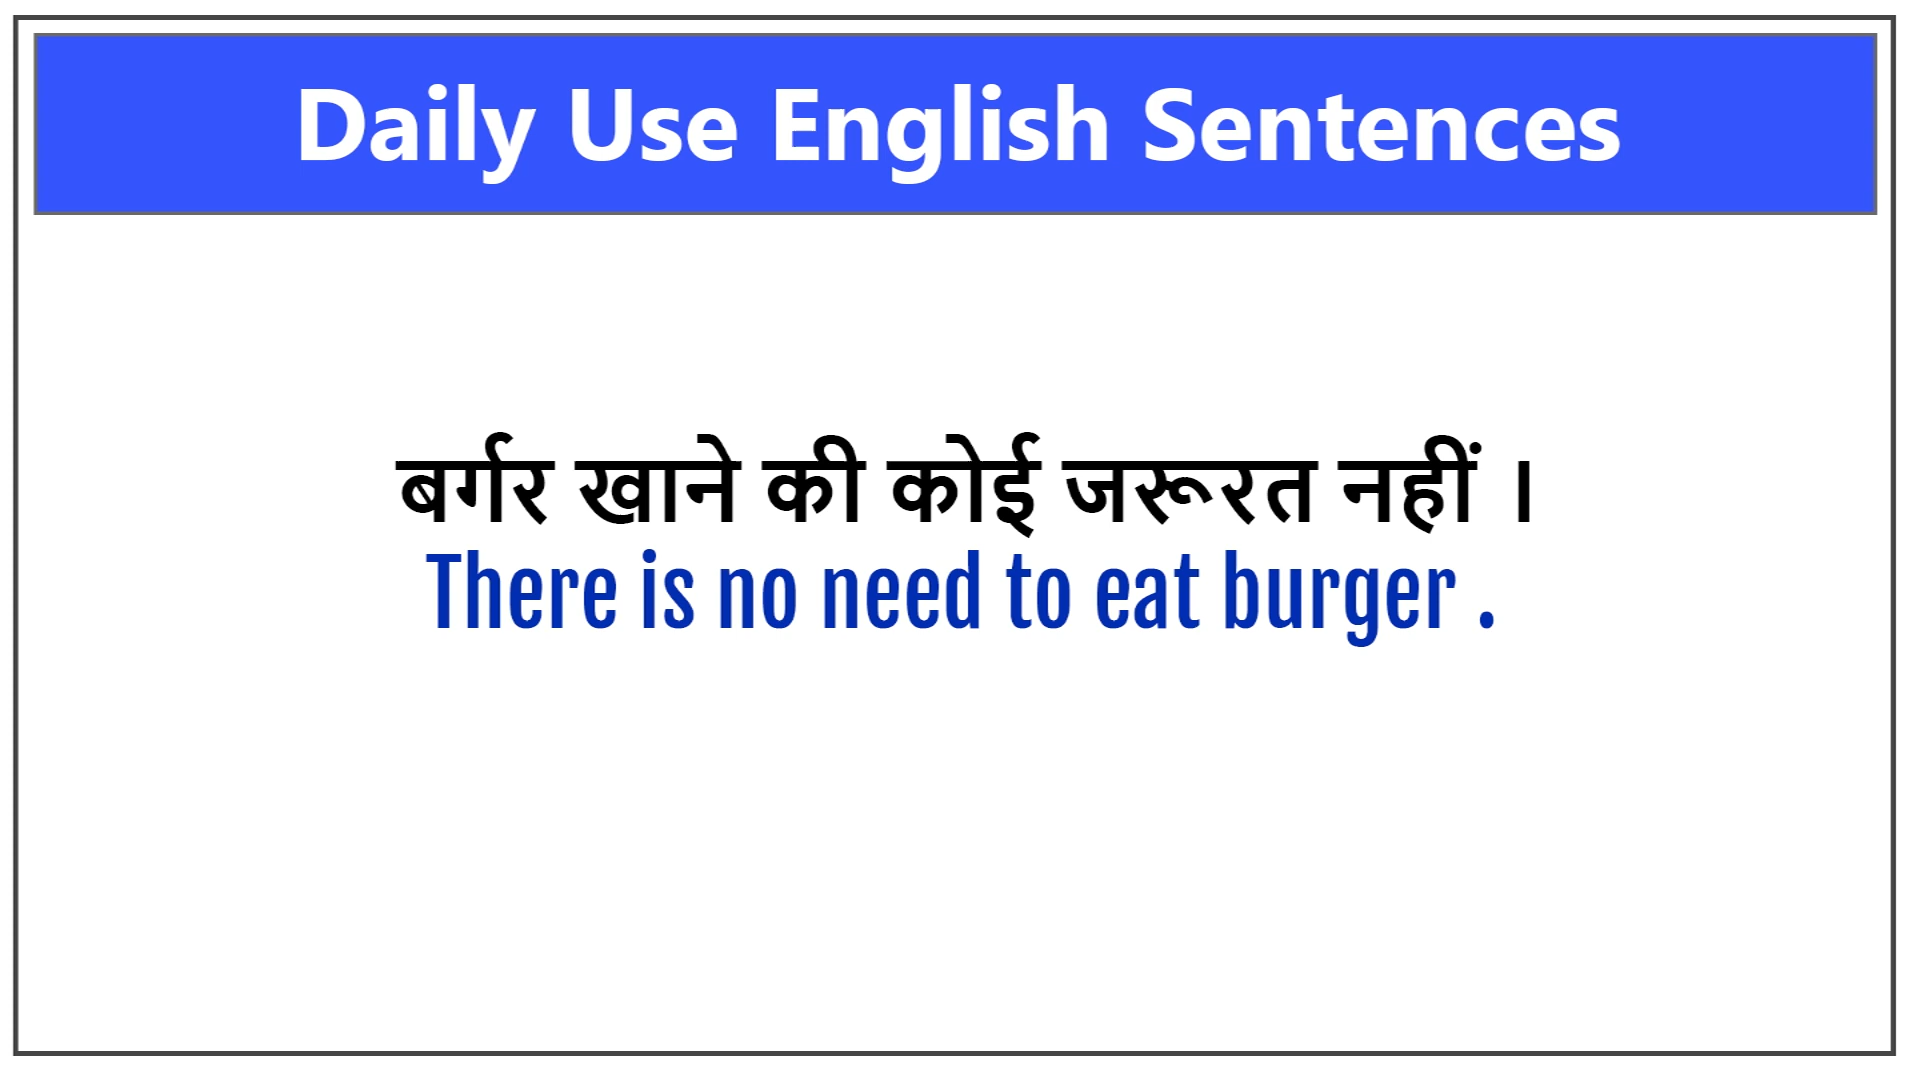 Daily Use English Sentences
बर्गर खाने की कोई जरूरत नहीं ।
There is no need to eat burger .